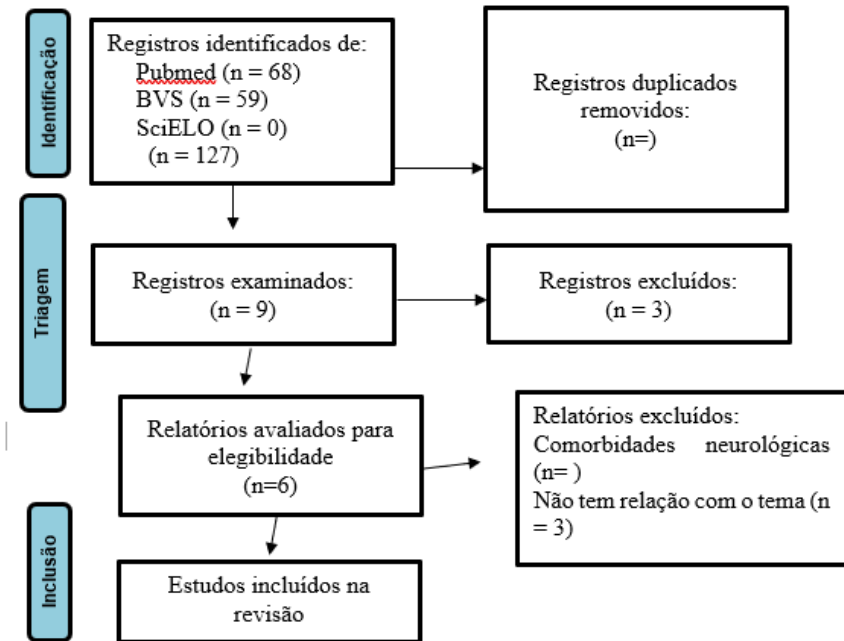 Identificação
Registros identificados de:
Pubmed (n = 68)
BVS (n = 59)
SciELO (n = 0)
(n = 127)
Registros duplicados
removidos:
(n=)
Triagem
Registros examinados:
(n = 9)
Registros excluídos:
(n = 3)
Relatórios avaliados para
elegibilidade
(n=6)
Relatórios excluídos:
Comorbidades neurológicas
(n= )
Não tem relação com o tema (n
= 3)
Inclusão
Estudos incluídos na
revisão